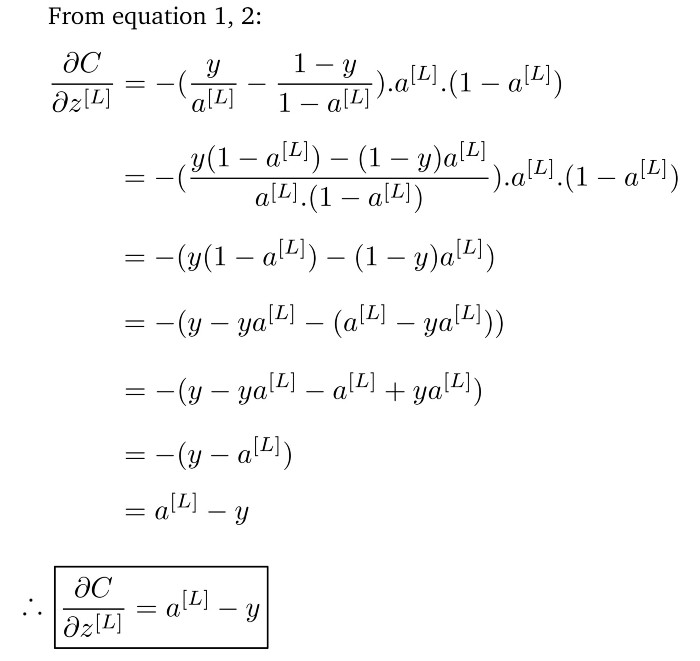 From equation 1, 2:
∂C/∂z^[L] = −(y/a^[L] − (1 − y)/(1 − a^[L])).a^[L].(1 − a^[L])
= −((y(1 − a^[L]) − (1 − y)a^[L])/(a^[L].(1 − a^[L]))).a^[L].(1 − a^[L])
= −(y(1 − a^[L]) − (1 − y)a^[L])
= −(y − ya^[L] − (a^[L] − ya^[L]))
= −(y − ya^[L] − a^[L] + ya^[L])
= −(y − a^[L])
= a^[L] − y
∴ ∂C/∂z^[L] = a^[L] − y